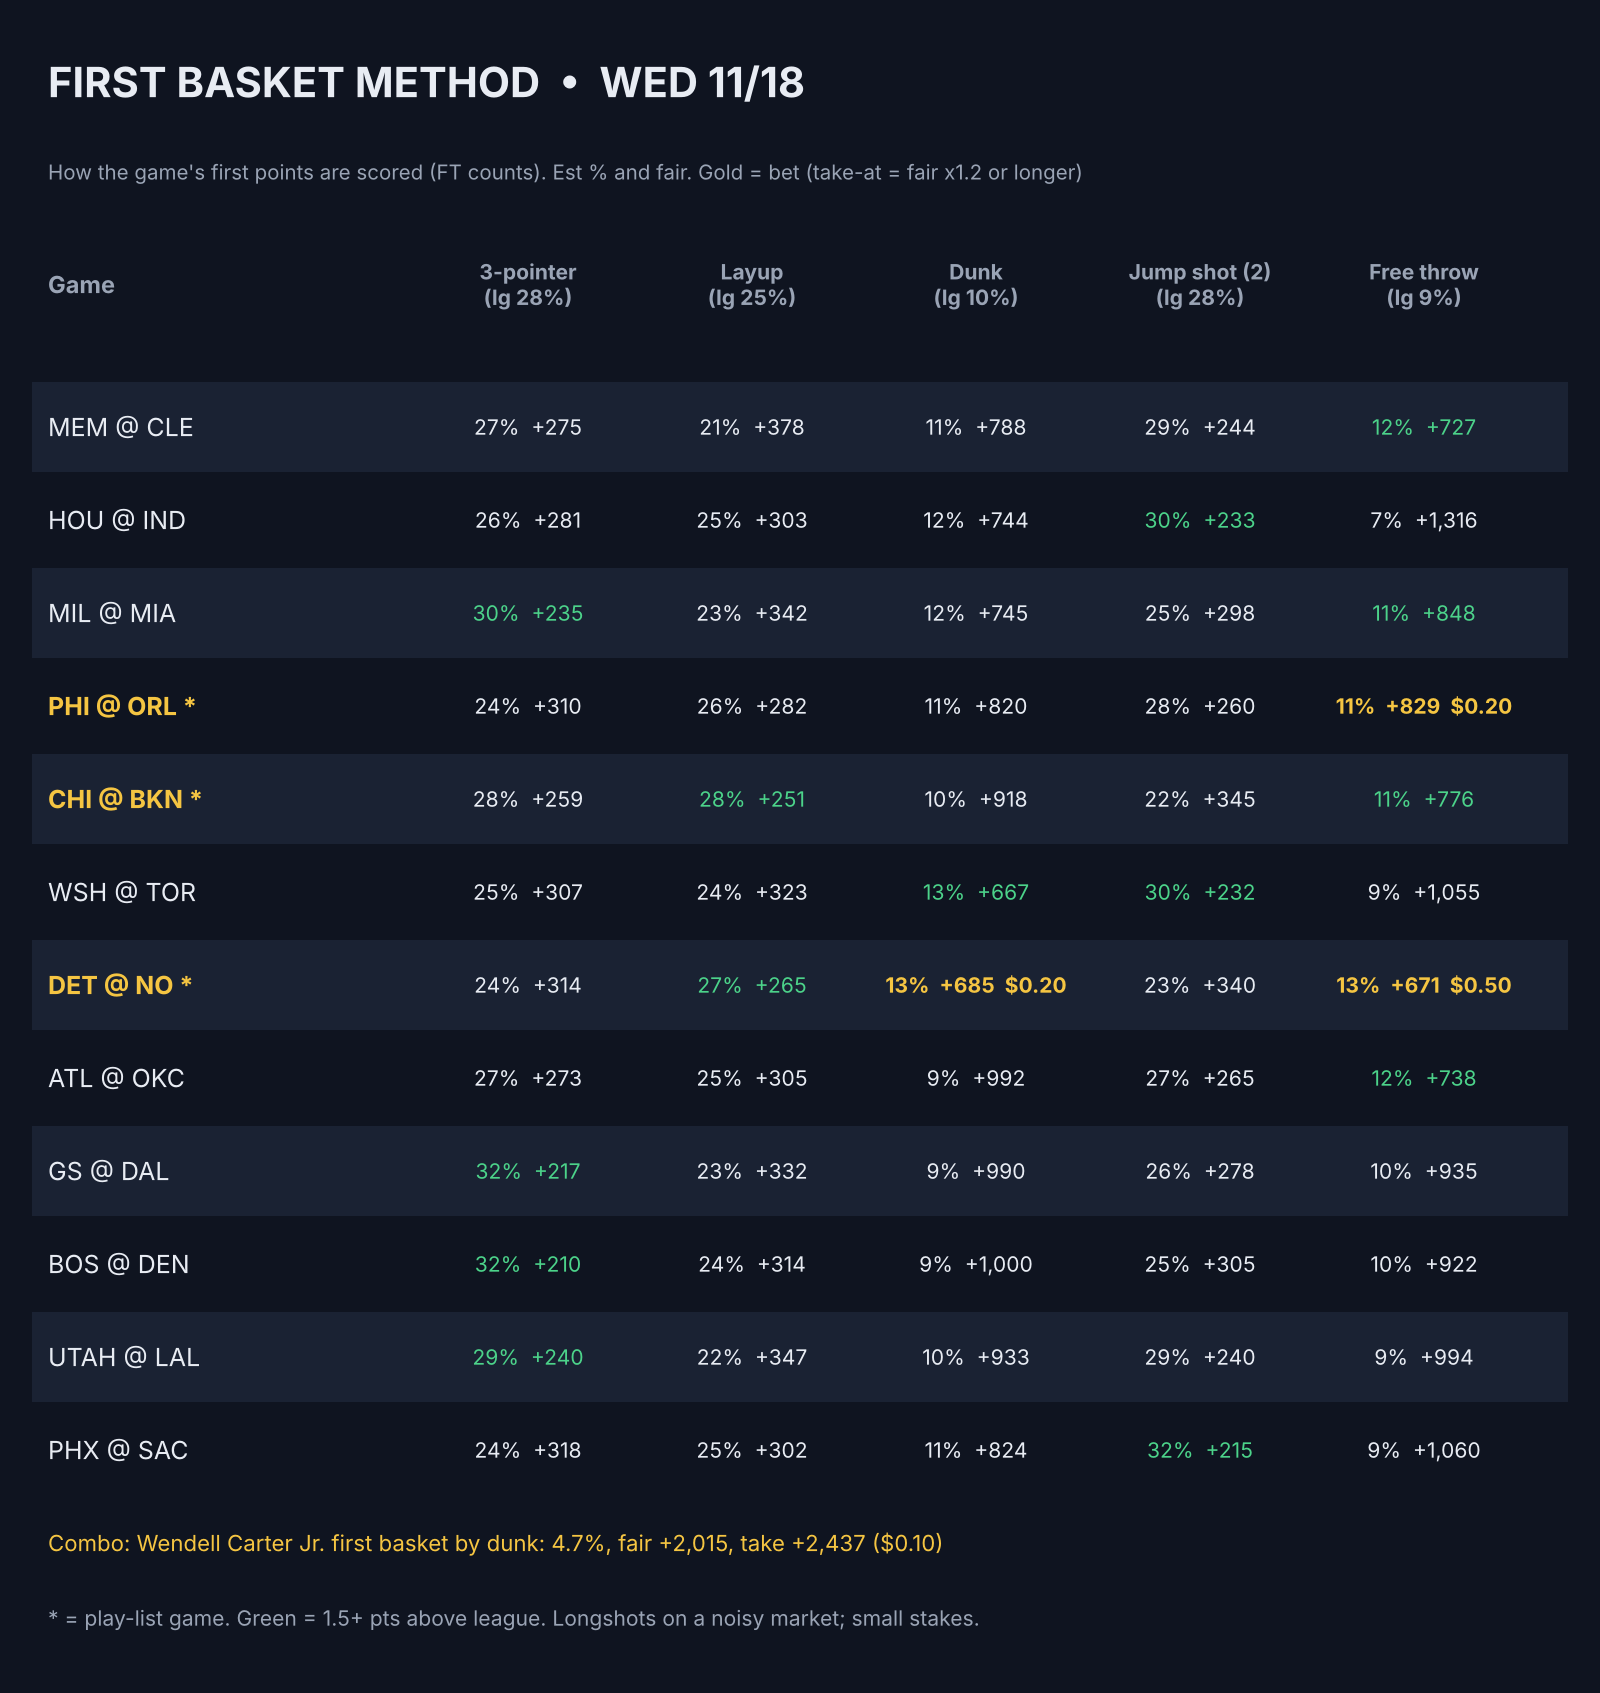 FIRST BASKET METHOD • WED 11/18
How the game's first points are scored (FT counts). Est % and fair. Gold = bet (take-at = fair x1.2 or longer)
Game 3-pointer (lg 28%) Layup (lg 25%) Dunk (lg 10%) Jump shot (2) (lg 28%) Free throw (lg 9%)
MEM @ CLE 27% +275 21% +378 11% +788 29% +244 12% +727
HOU @ IND 26% +281 25% +303 12% +744 30% +233 7% +1,316
MIL @ MIA 30% +235 23% +342 12% +745 25% +298 11% +848
PHI @ ORL * 24% +310 26% +282 11% +820 28% +260 11% +829 $0.20
CHI @ BKN * 28% +259 28% +251 10% +918 22% +345 11% +776
WSH @ TOR 25% +307 24% +323 13% +667 30% +232 9% +1,055
DET @ NO * 24% +314 27% +265 13% +685 $0.20 23% +340 13% +671 $0.50
ATL @ OKC 27% +273 25% +305 9% +992 27% +265 12% +738
GS @ DAL 32% +217 23% +332 9% +990 26% +278 10% +935
BOS @ DEN 32% +210 24% +314 9% +1,000 25% +305 10% +922
UTAH @ LAL 29% +240 22% +347 10% +933 29% +240 9% +994
PHX @ SAC 24% +318 25% +302 11% +824 32% +215 9% +1,060
Combo: Wendell Carter Jr. first basket by dunk: 4.7%, fair +2,015, take +2,437 ($0.10)
* = play-list game. Green = 1.5+ pts above league. Longshots on a noisy market; small stakes.